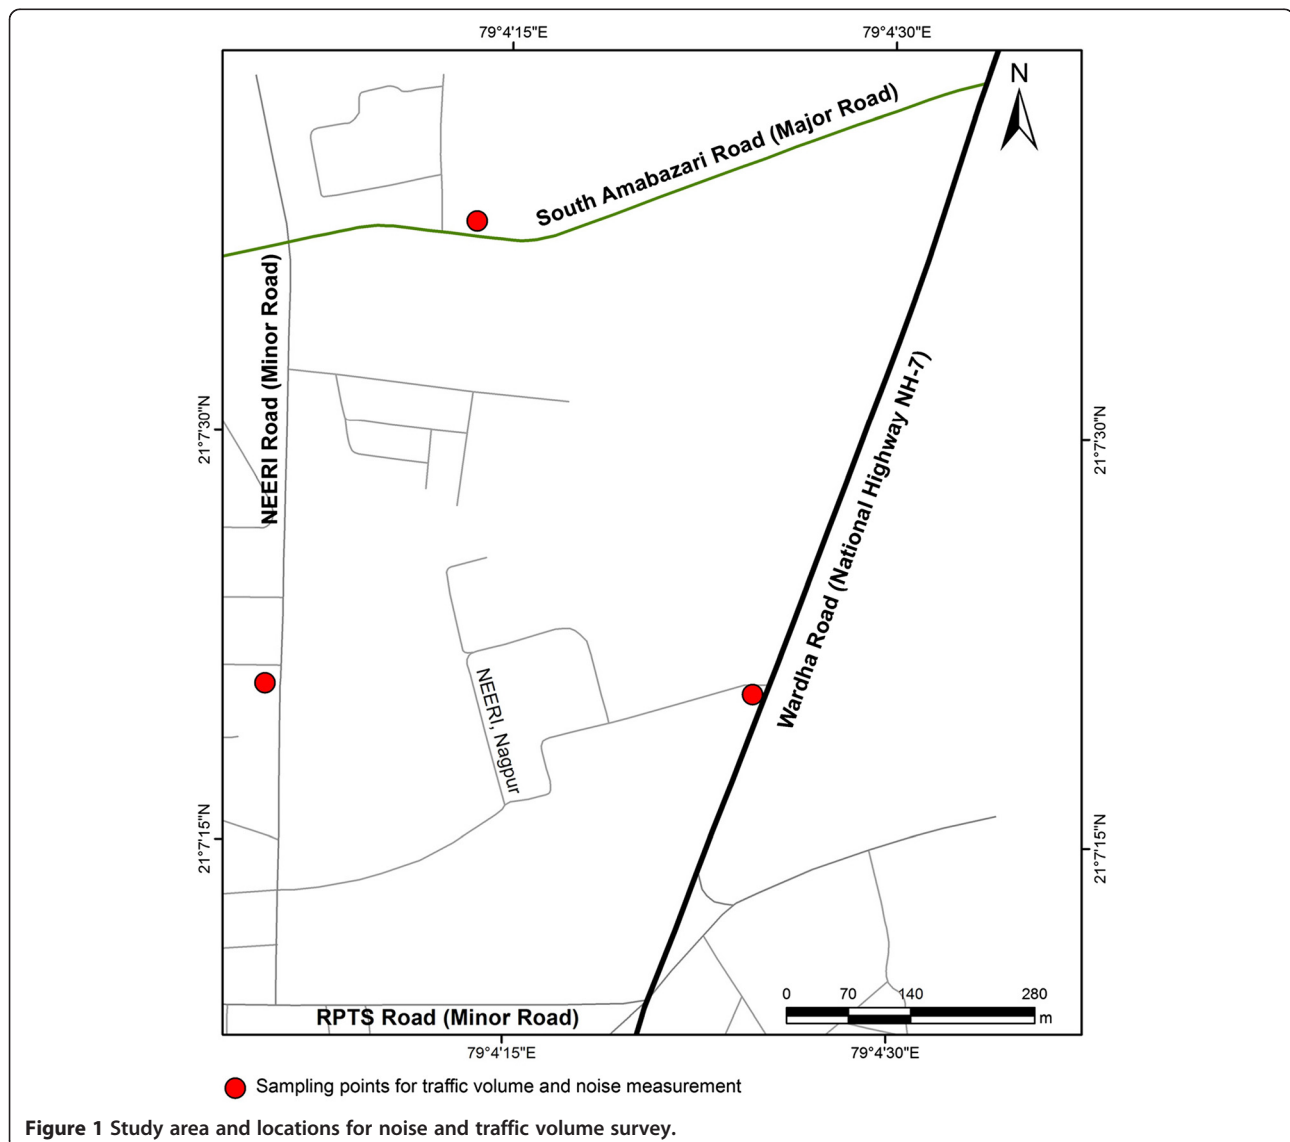 79°4'15"E
79°4'30"E
N
South Amabazari Road (Major Road)
NEERI Road (Minor Road)
Wardha Road (National Highway NH-7)
21°7'30"N
21°7'30"N
NEERI, Nagpur
21°7'15"N
21°7'15"N
0 70 140 280
m
RPTS Road (Minor Road)
79°4'15"E
79°4'30"E
Sampling points for traffic volume and noise measurement
Figure 1 Study area and locations for noise and traffic volume survey.